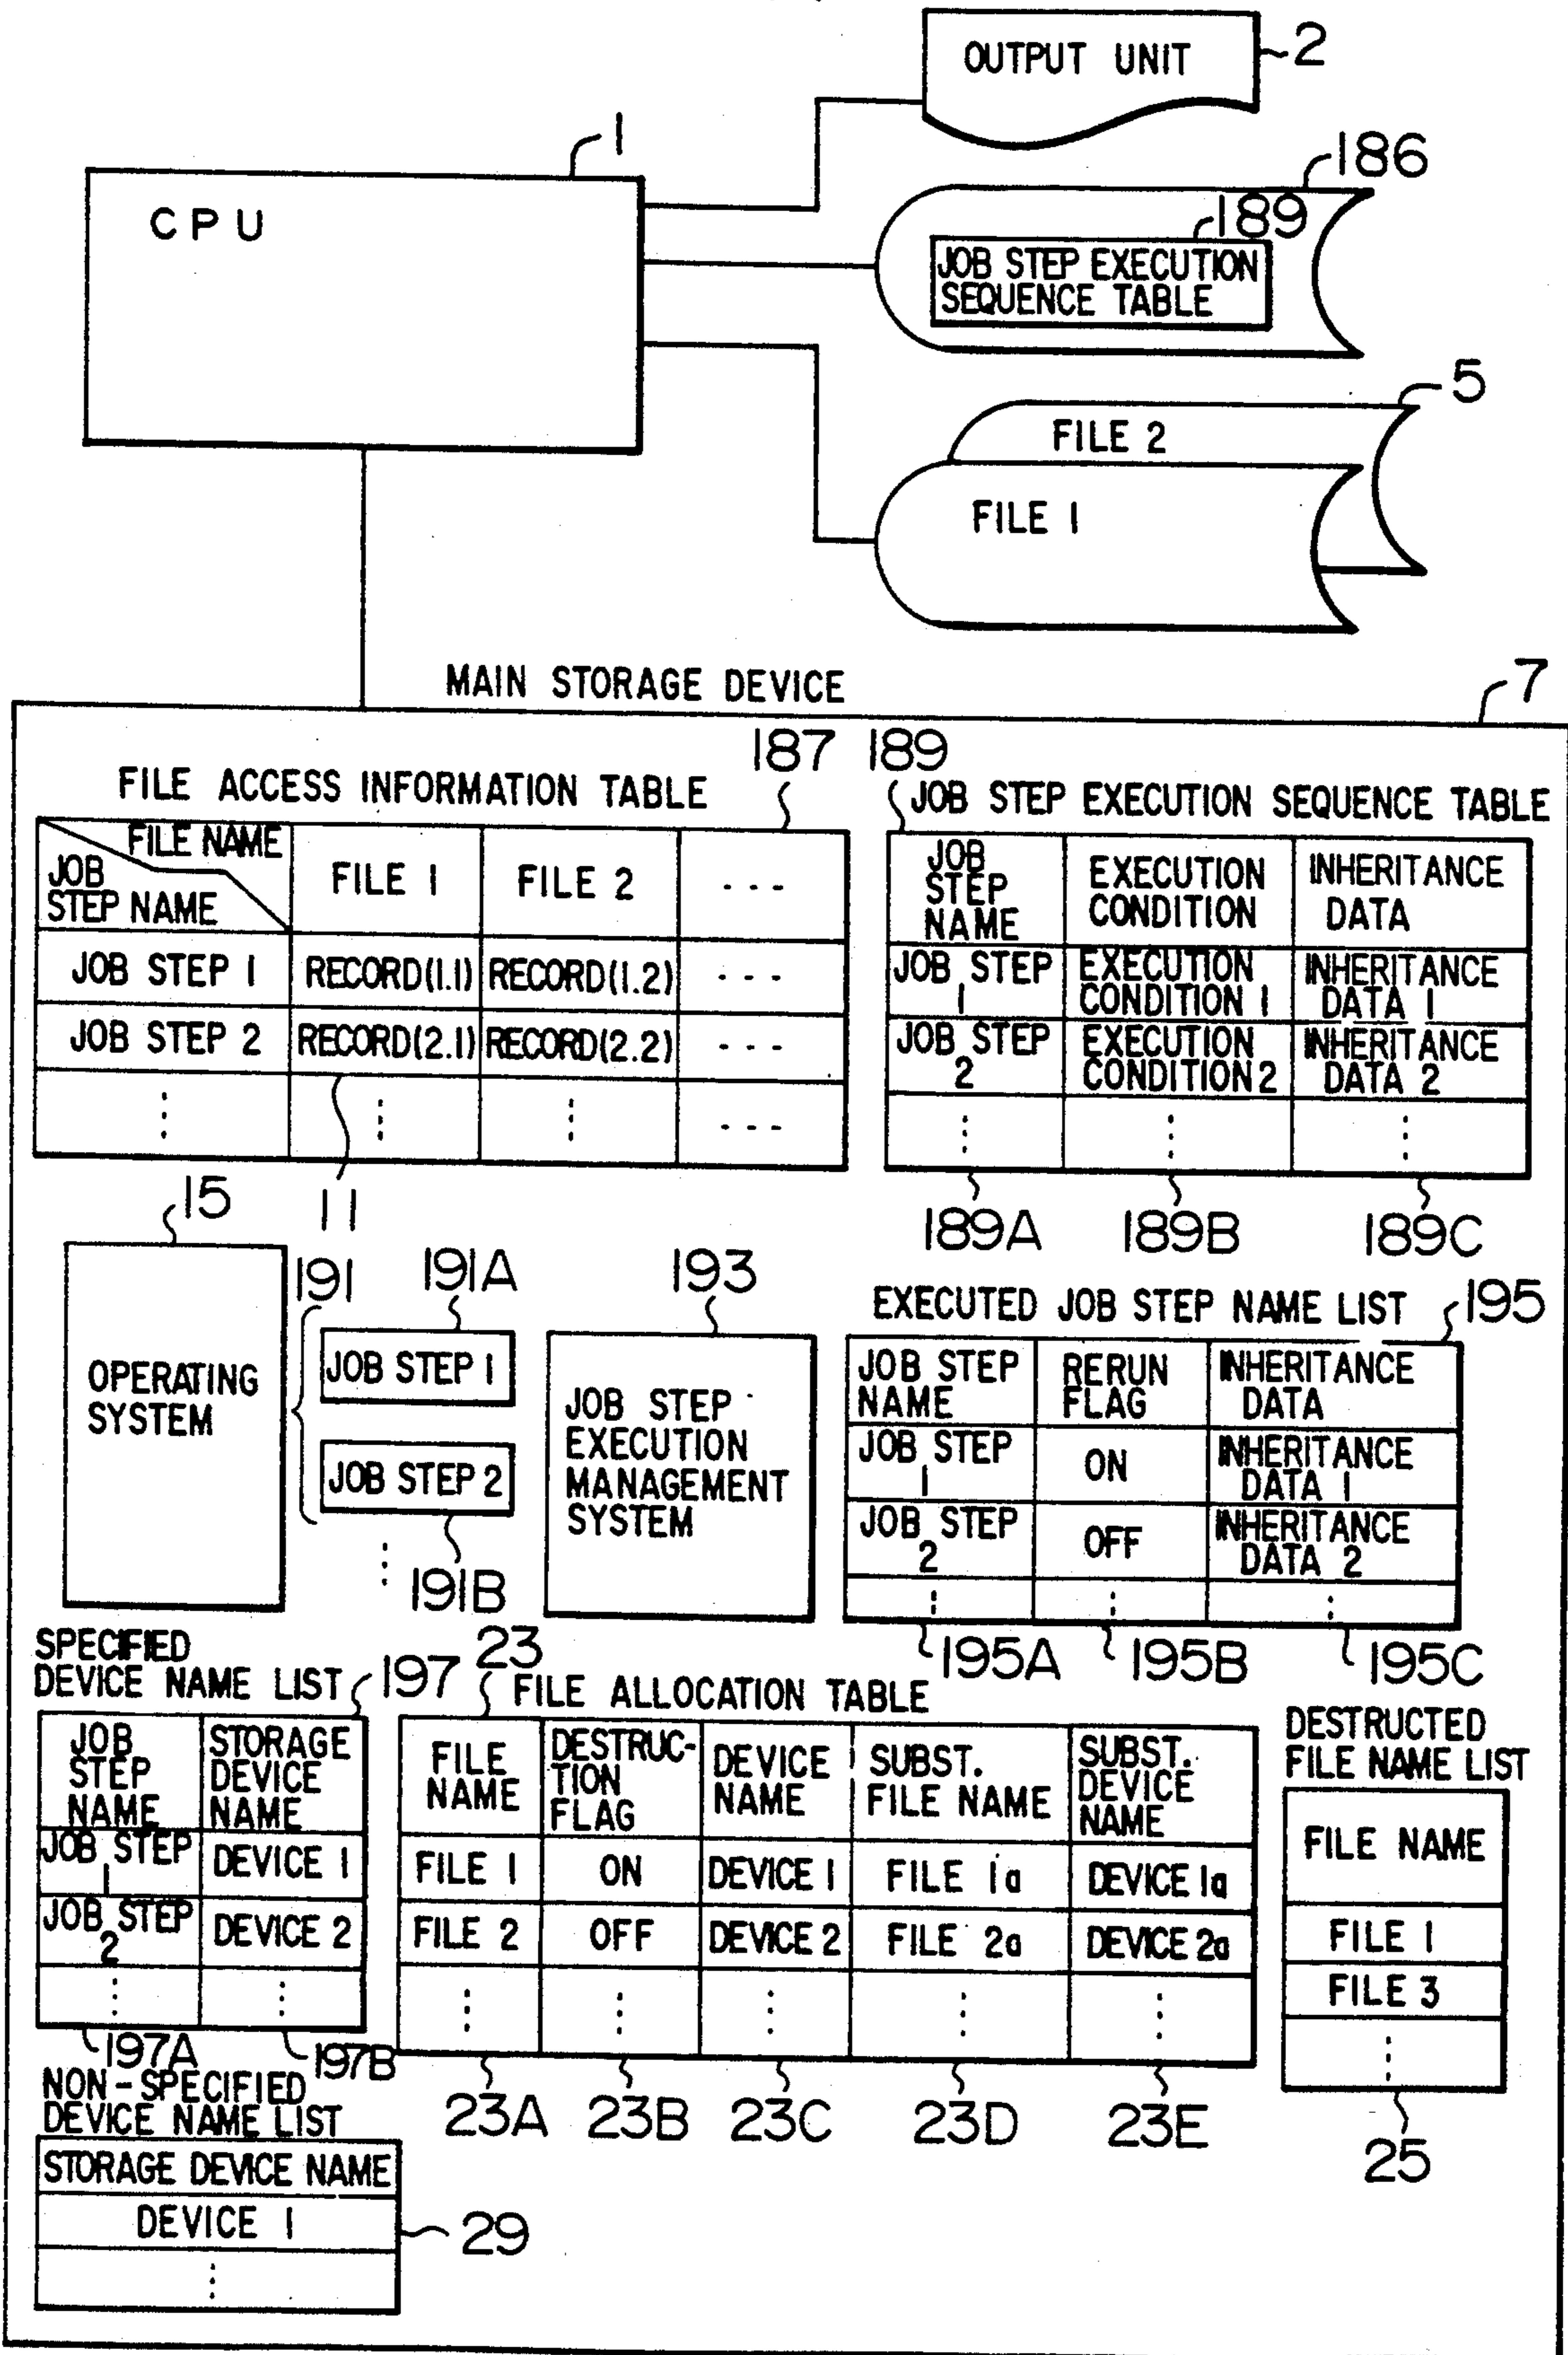 OUTPUT UNIT
2
1
CPU
186
189
JOB STEP EXECUTION
SEQUENCE TABLE
5
FILE 2
FILE 1
MAIN STORAGE DEVICE
7
187
189
FILE ACCESS INFORMATION TABLE
FILE NAME
JOB
STEP NAME
FILE 1
FILE 2
---
JOB STEP 1
RECORD(1.1)
RECORD(1.2)
---
JOB STEP 2
RECORD(2.1)
RECORD(2.2)
---
---
11
JOB STEP EXECUTION SEQUENCE TABLE
JOB
STEP
NAME
EXECUTION
CONDITION
INHERITANCE
DATA
JOB STEP
1
EXECUTION
CONDITION 1
INHERITANCE
DATA 1
JOB STEP
2
EXECUTION
CONDITION 2
INHERITANCE
DATA 2
189A
189B
189C
15
OPERATING
SYSTEM
191
191A
JOB STEP 1
JOB STEP 2
191B
193
JOB STEP
EXECUTION
MANAGEMENT
SYSTEM
EXECUTED JOB STEP NAME LIST
195
JOB STEP
NAME
RERUN
FLAG
INHERITANCE
DATA
JOB STEP
1
ON
INHERITANCE
DATA 1
JOB STEP
2
OFF
INHERITANCE
DATA 2
195A
195B
195C
SPECIFIED
DEVICE NAME LIST
197
JOB
STEP
NAME
STORAGE
DEVICE
NAME
JOB STEP
1
DEVICE 1
JOB STEP
2
DEVICE 2
197A
197B
23
FILE ALLOCATION TABLE
FILE
NAME
DESTRUC-
TION
FLAG
DEVICE
NAME
SUBST.
FILE NAME
SUBST.
DEVICE
NAME
FILE 1
ON
DEVICE 1
FILE 1a
DEVICE 1a
FILE 2
OFF
DEVICE 2
FILE 2a
DEVICE 2a
23A
23B
23C
23D
23E
DESTRUCTED
FILE NAME LIST
FILE NAME
FILE 1
FILE 3
25
NON-SPECIFIED
DEVICE NAME LIST
STORAGE DEVICE NAME
DEVICE 1
29